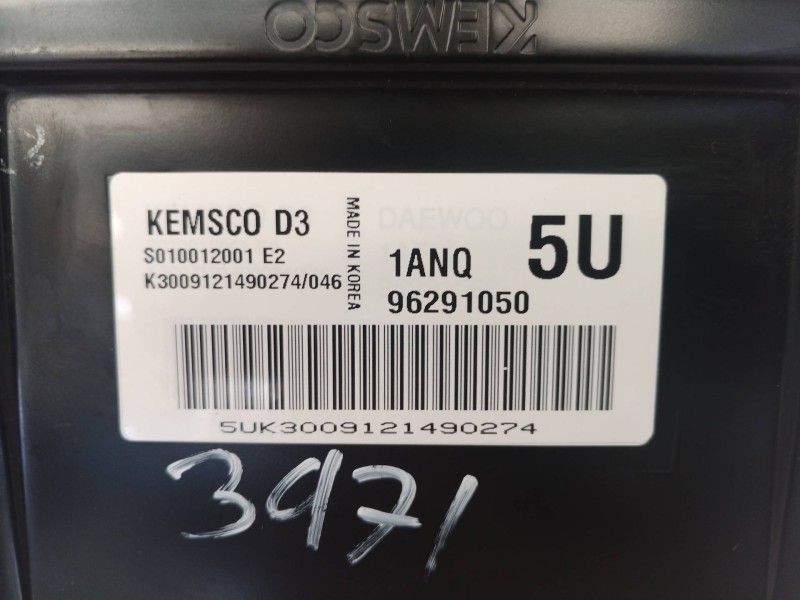 KEMSCO
KEMSCO D3
S010012001 E2
K3009121490274/046
MADE IN KOREA
DAEWOO
1ANQ
5U
96291050
5UK3009121490274
3971